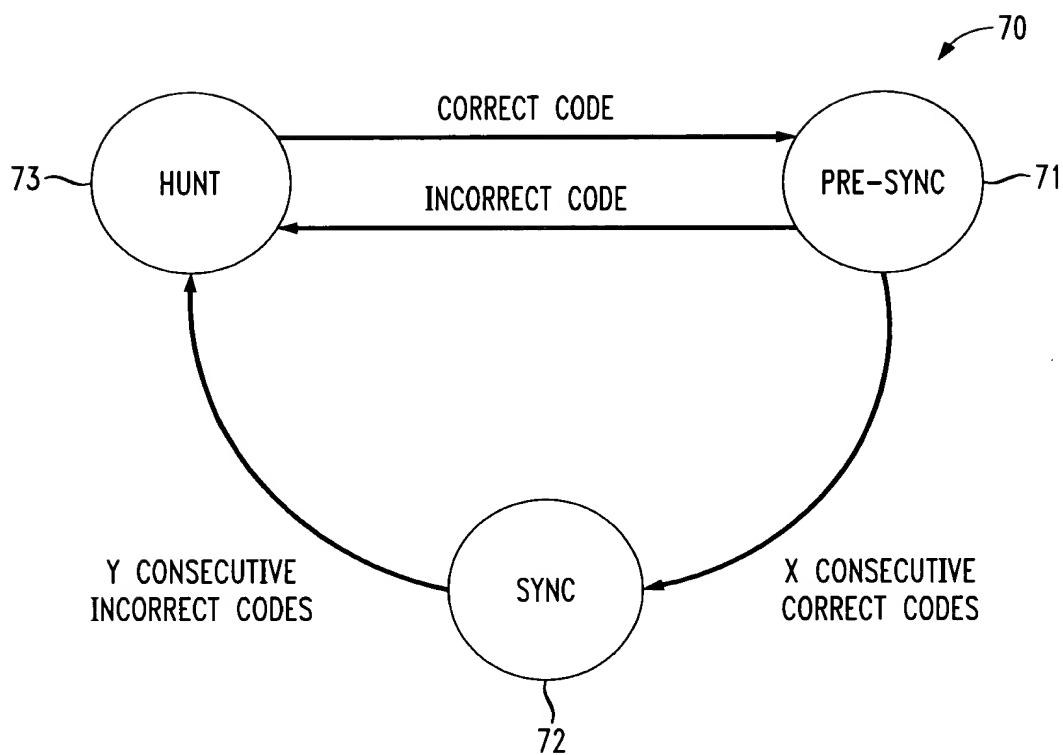 70
CORRECT CODE
73
HUNT
PRE-SYNC
71
INCORRECT CODE
Y CONSECUTIVE
INCORRECT CODES
SYNC
X CONSECUTIVE
CORRECT CODES
72